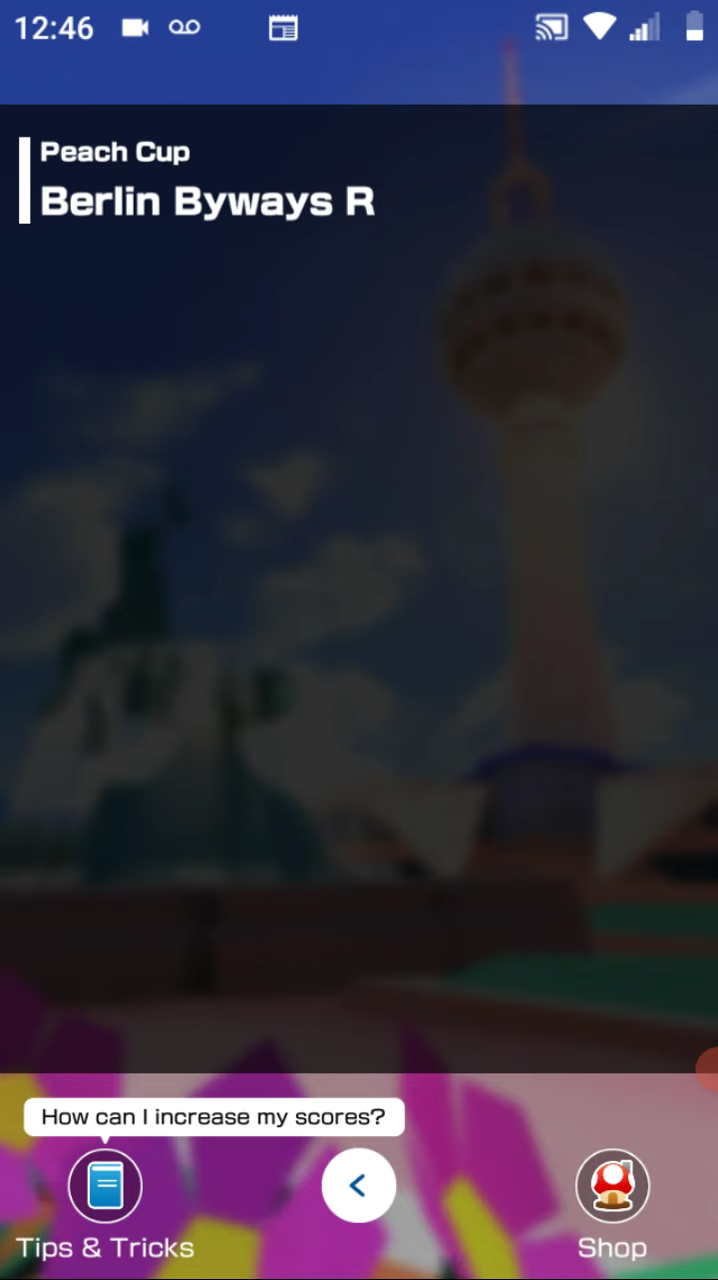 12:46
Peach Cup
Berlin Byways R
How can I increase my scores?
Tips & Tricks
Shop